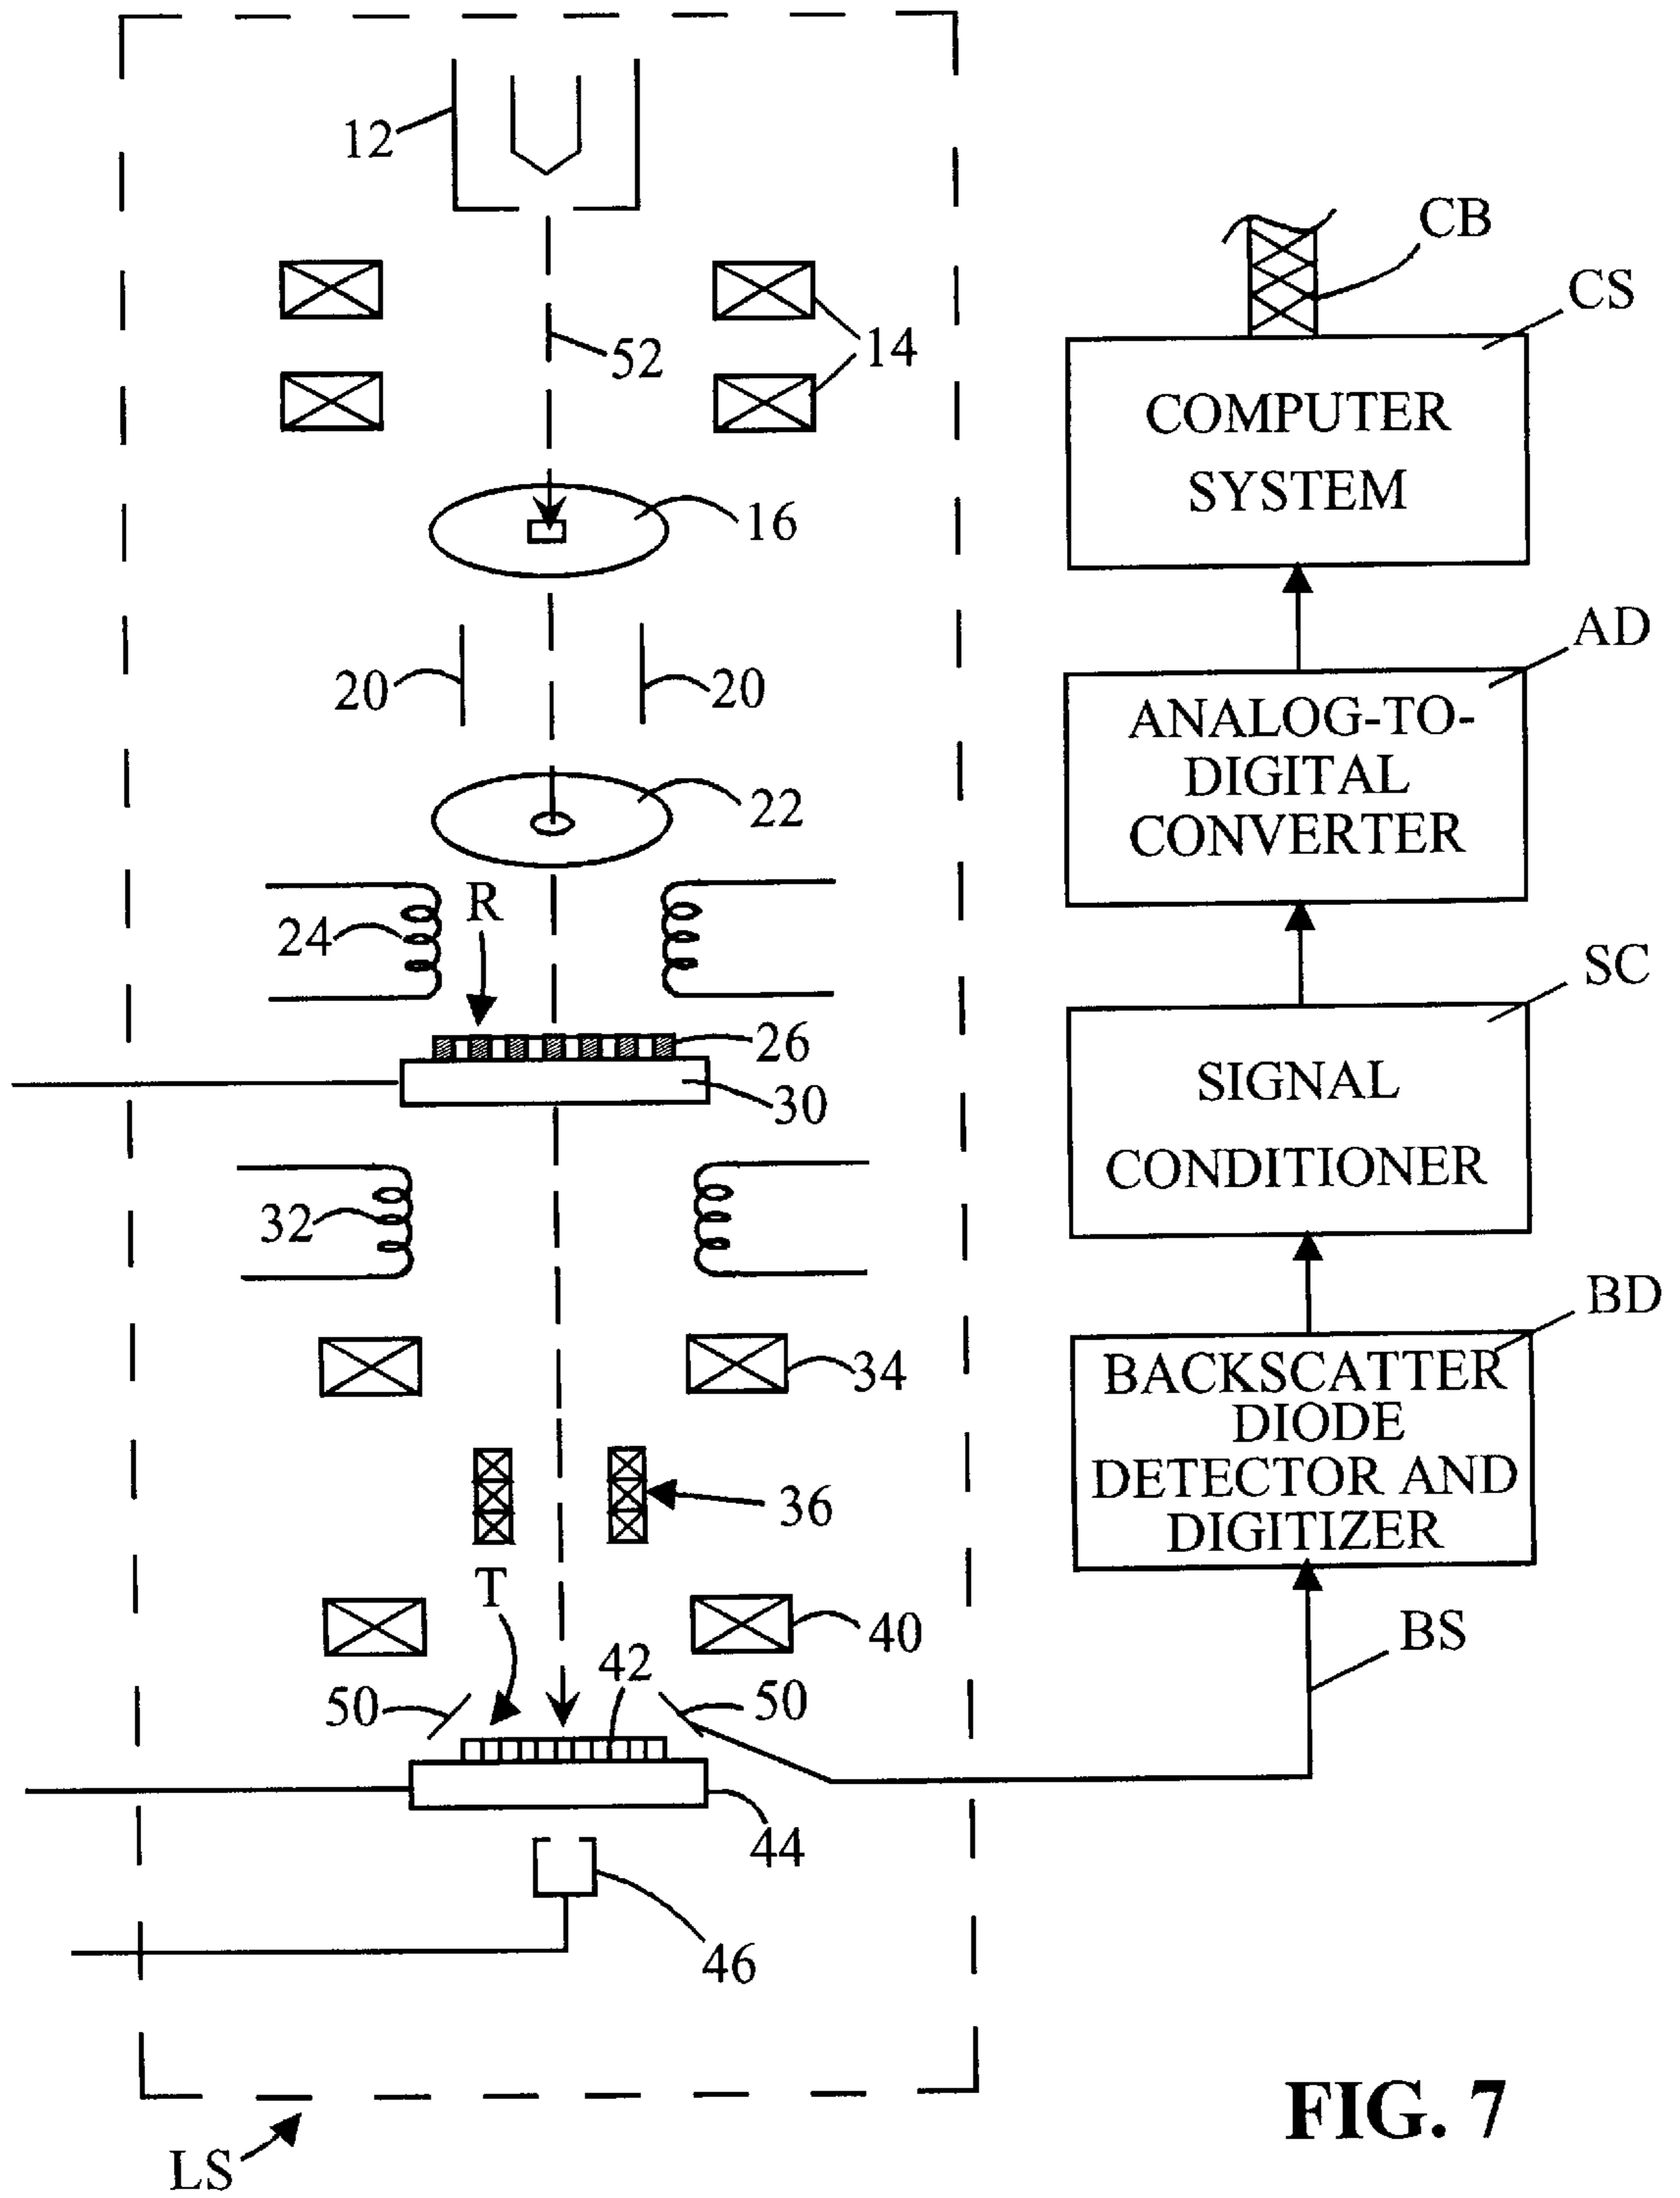 12
CB
CS
52
14
COMPUTER
SYSTEM
16
AD
20
20
ANALOG-TO-
DIGITAL
CONVERTER
22
R
24
SC
26
30
SIGNAL
CONDITIONER
32
BD
34
BACKSCATTER
DIODE
DETECTOR AND
DIGITIZER
36
T
40
BS
42
50
50
44
46
FIG. 7
LS